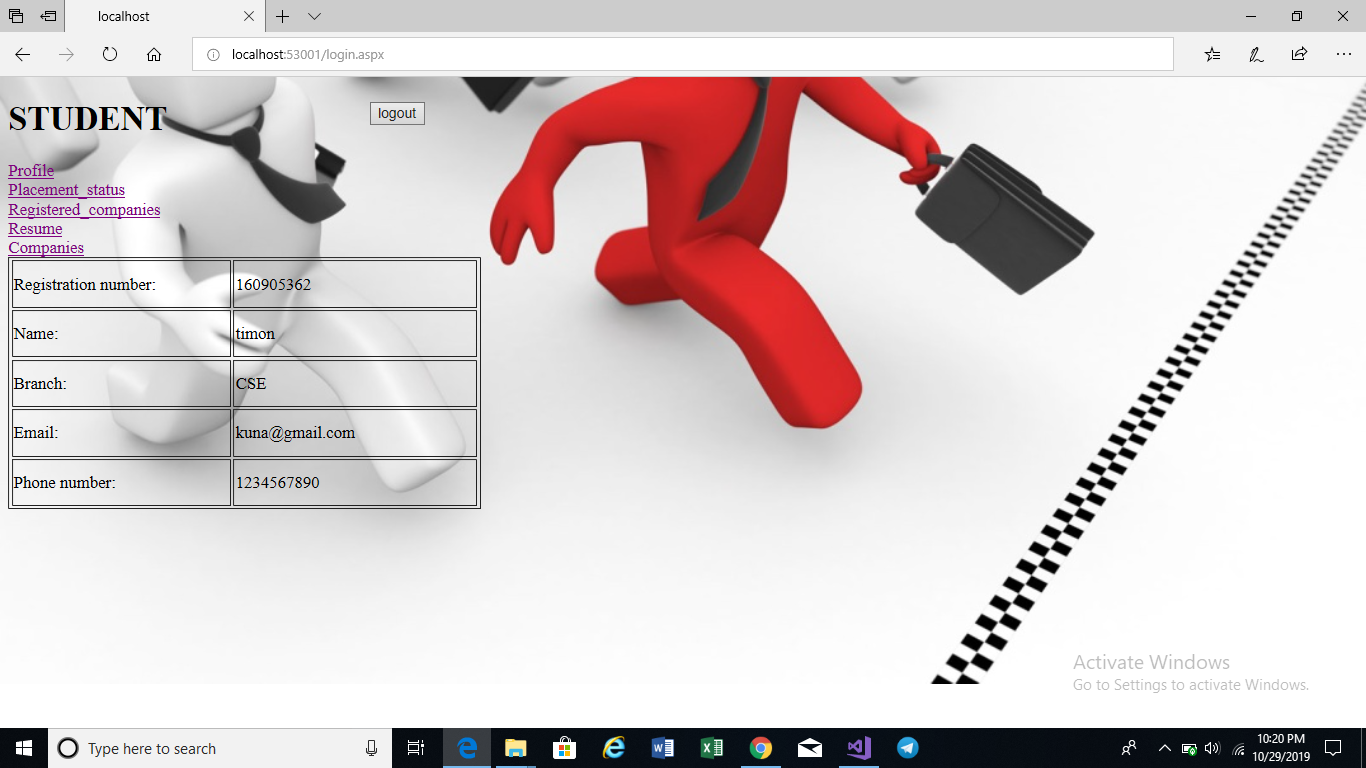 localhost
localhost:53001/login.aspx
STUDENT
logout
Profile
Placement_status
Registered_companies
Resume
Companies
Registration number: 160905362
Name: timon
Branch: CSE
Email: kuna@gmail.com
Phone number: 1234567890
Activate Windows
Go to Settings to activate Windows.
Type here to search
10:20 PM
10/29/2019